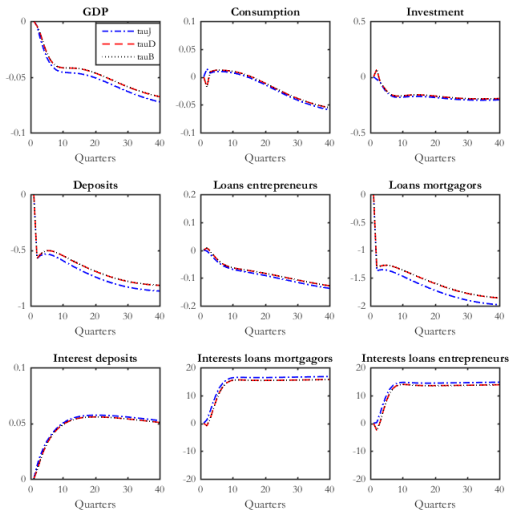 GDP
Consumption
Investment
0
-0.05
-0.1
0 10 20 30 40
Quarters
tauJ
tauD
tauB
0.1
0.05
0
-0.05
-0.1
0 10 20 30 40
Quarters
0.5
0
-0.5
0 10 20 30 40
Quarters
Deposits
Loans entrepreneurs
Loans mortgagors
0
-0.5
-1
0 10 20 30 40
Quarters
0.2
0.1
0
-0.1
-0.2
0 10 20 30 40
Quarters
0
-0.5
-1
-1.5
-2
0 10 20 30 40
Quarters
Interest deposits
Interests loans mortgagors
Interests loans entrepreneurs
0.1
0.05
0
0 10 20 30 40
Quarters
20
10
0
-10
-20
0 10 20 30 40
Quarters
20
10
0
-10
-20
0 10 20 30 40
Quarters